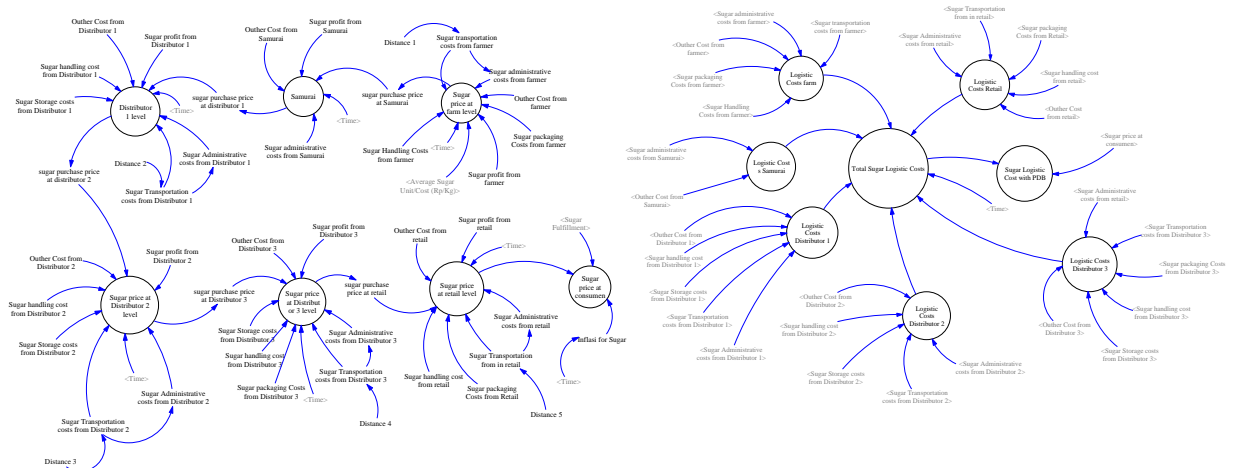 Outher Cost from
Distributor 1
Sugar profit from
Distributor 1
Sugar handling cost
from Distributor 1
Sugar Storage costs
from Distributor 1
Distributor
1 level
<Time>
sugar purchase price
at distributor 1
Distance 2
Sugar Administrative
costs from Distributor 1
Sugar Transportation
costs from Distributor 1
sugar purchase price
at distributor 2
Outher Cost from
Samurai
Sugar profit from
Samurai
Samurai
<Time>
Sugar administrative
costs from Samurai
sugar purchase price
at Samurai
Distance 1
Sugar transportation
costs from farmer
Sugar administrative
costs from farmer
Sugar
price at
farm level
Outher Cost from
farmer
Sugar packaging
Costs from farmer
Sugar Handling Costs
from farmer
<Time>
Sugar profit from
farmer
<Average Sugar
Unit/Cost (Rp/Kg)>
Outher Cost from
Distributor 2
Sugar profit from
Distributor 2
Sugar handling cost
from Distributor 2
Sugar Storage costs
from Distributor 2
Sugar price at
Distributor 2
level
<Time>
Sugar Administrative
costs from Distributor 2
Sugar Transportation
costs from Distributor 2
Distance 3
sugar purchase price
at Distributor 3
Outher Cost from
Distributor 3
Sugar profit from
Distributor 3
Sugar price
at Distribut
or 3 level
Sugar Storage costs
from Distributor 3
Sugar handling cost
from Distributor 3
Sugar packaging Costs
from Distributor 3
<Time>
Sugar Administrative
costs from Distributor 3
Sugar Transportation
costs from Distributor 3
Distance 4
sugar purchase
price at retail
Outher Cost from
retail
Sugar profit from
retail
<Time>
Sugar price
at retail level
Sugar Administrative
costs from retail
Sugar Transportation
from in retail
Sugar handling cost
from retail
Sugar packaging
Costs from Retail
Distance 5
<Sugar
Fulfillment>
Sugar
price at
consumen
Inflasi for Sugar
<Time>
<Sugar administrative
costs from farmer>
<Sugar transportation
costs from farmer>
<Outher Cost from
farmer>
<Sugar packaging
Costs from farmer>
<Sugar Handling
Costs from farmer>
Logistic
Costs farm
<Sugar Transportation
from in retail>
<Sugar Administrative
costs from retail>
<Sugar packaging
Costs from Retail>
<Sugar handling cost
from retail>
<Outher Cost
from retail>
Logistic
Costs Retail
<Sugar administrative
costs from Samurai>
<Outher Cost from
Samurai>
Logistic Cost
s Samurai
Total Sugar Logistic Costs
Sugar Logistic
Cost with PDB
<Sugar price at
consumen>
<Time>
<Outher Cost from
Distributor 1>
<Sugar handling cost
from Distributor 1>
<Sugar Storage costs
from Distributor 1>
<Sugar Transportation
costs from Distributor 1>
<Sugar Administrative
costs from Distributor 1>
Logistic
Costs
Distributor 1
<Outher Cost from
Distributor 2>
<Sugar handling cost
from Distributor 2>
<Sugar Storage costs
from Distributor 2>
<Sugar Transportation
costs from Distributor 2>
<Sugar Administrative
costs from Distributor 2>
Logistic
Costs
Distributor 2
<Sugar Administrative
costs from retail>
<Sugar Transportation
costs from Distributor 3>
<Sugar packaging Costs
from Distributor 3>
<Sugar handling cost
from Distributor 3>
<Sugar Storage costs
from Distributor 3>
<Outher Cost from
Distributor 3>
Logistic Costs
Distributor 3